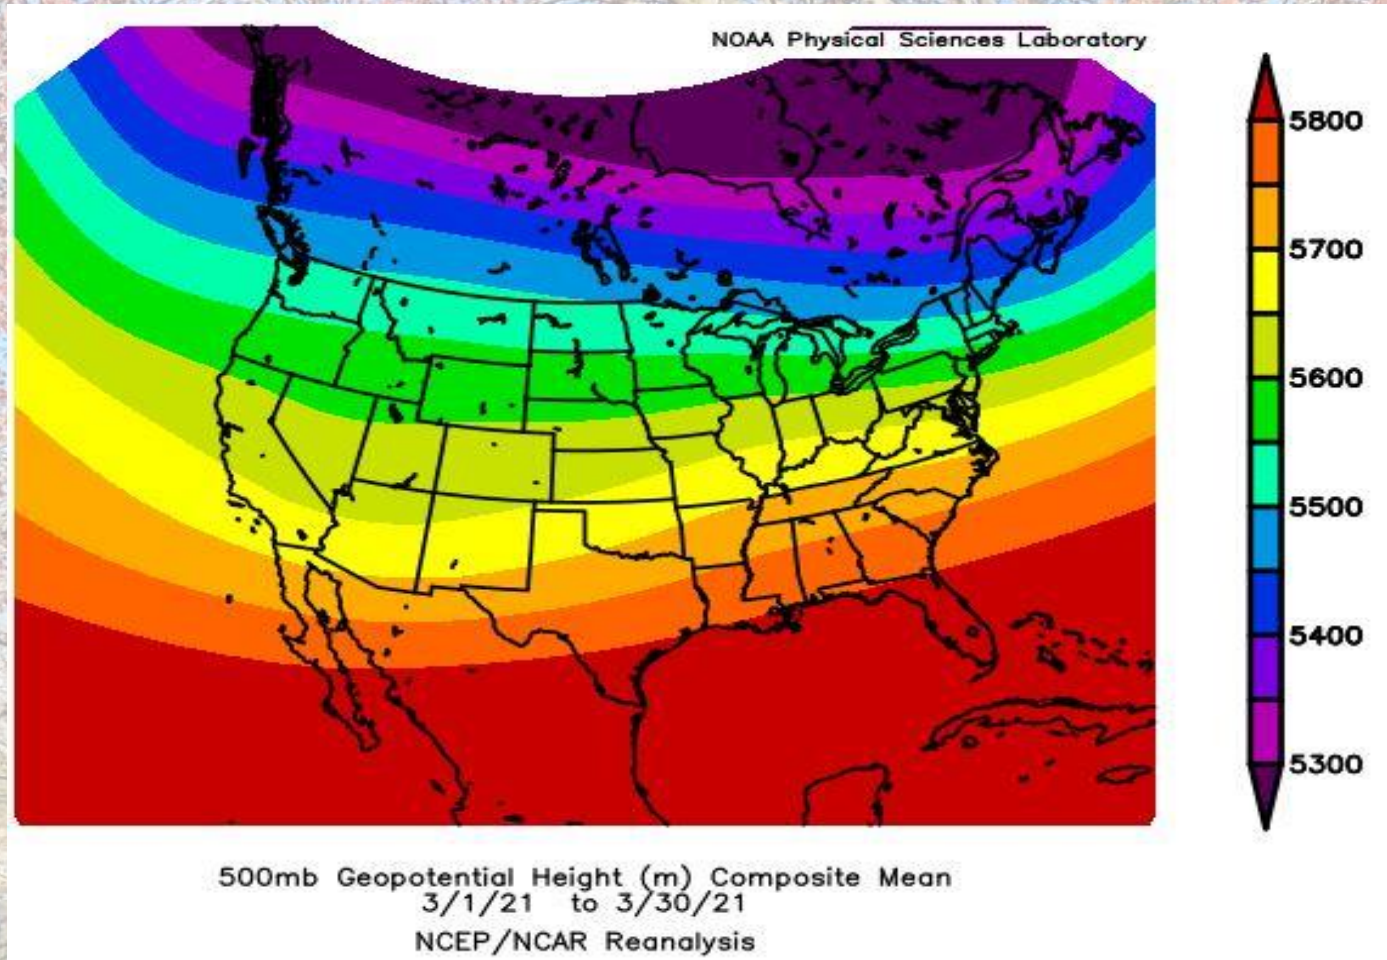 NOAA Physical Sciences Laboratory
5800
5700
5600
5500
5400
5300
500mb Geopotential Height (m) Composite Mean
3/1/21 to 3/30/21
NCEP/NCAR Reanalysis